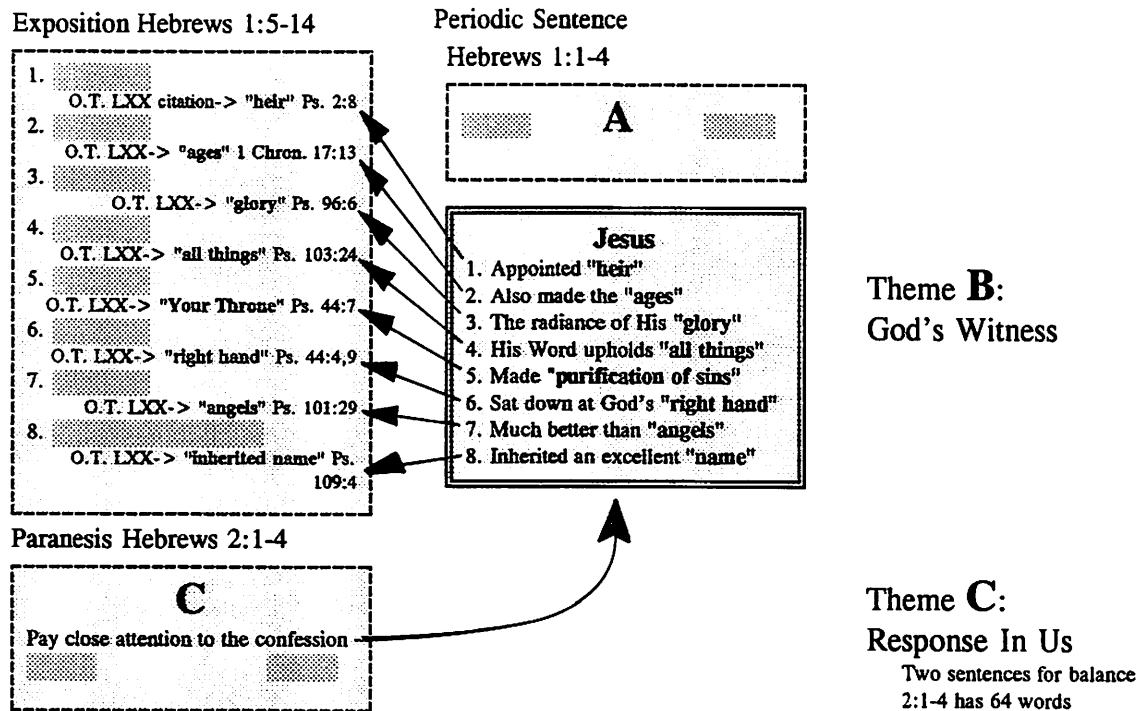 Exposition Hebrews 1:5-14
1.
O.T. LXX citation-> "heir" Ps. 2:8
2.
O.T. LXX-> "ages" 1 Chron. 17:13
3.
O.T. LXX-> "glory" Ps. 96:6
4.
O.T. LXX-> "all things" Ps. 103:24
5.
O.T. LXX-> "Your Throne" Ps. 44:7
6.
O.T. LXX-> "right hand" Ps. 44:4,9
7.
O.T. LXX-> "angels" Ps. 101:29
8.
O.T. LXX-> "inherited name" Ps.
109:4
Periodic Sentence
Hebrews 1:1-4
A
Jesus
1. Appointed "heir"
2. Also made the "ages"
3. The radiance of His "glory"
4. His Word upholds "all things"
5. Made "purification of sins"
6. Sat down at God's "right hand"
7. Much better than "angels"
8. Inherited an excellent "name"
Theme B:
God's Witness
Paranesis Hebrews 2:1-4
C
Pay close attention to the confession
Theme C:
Response In Us
Two sentences for balance
2:1-4 has 64 words